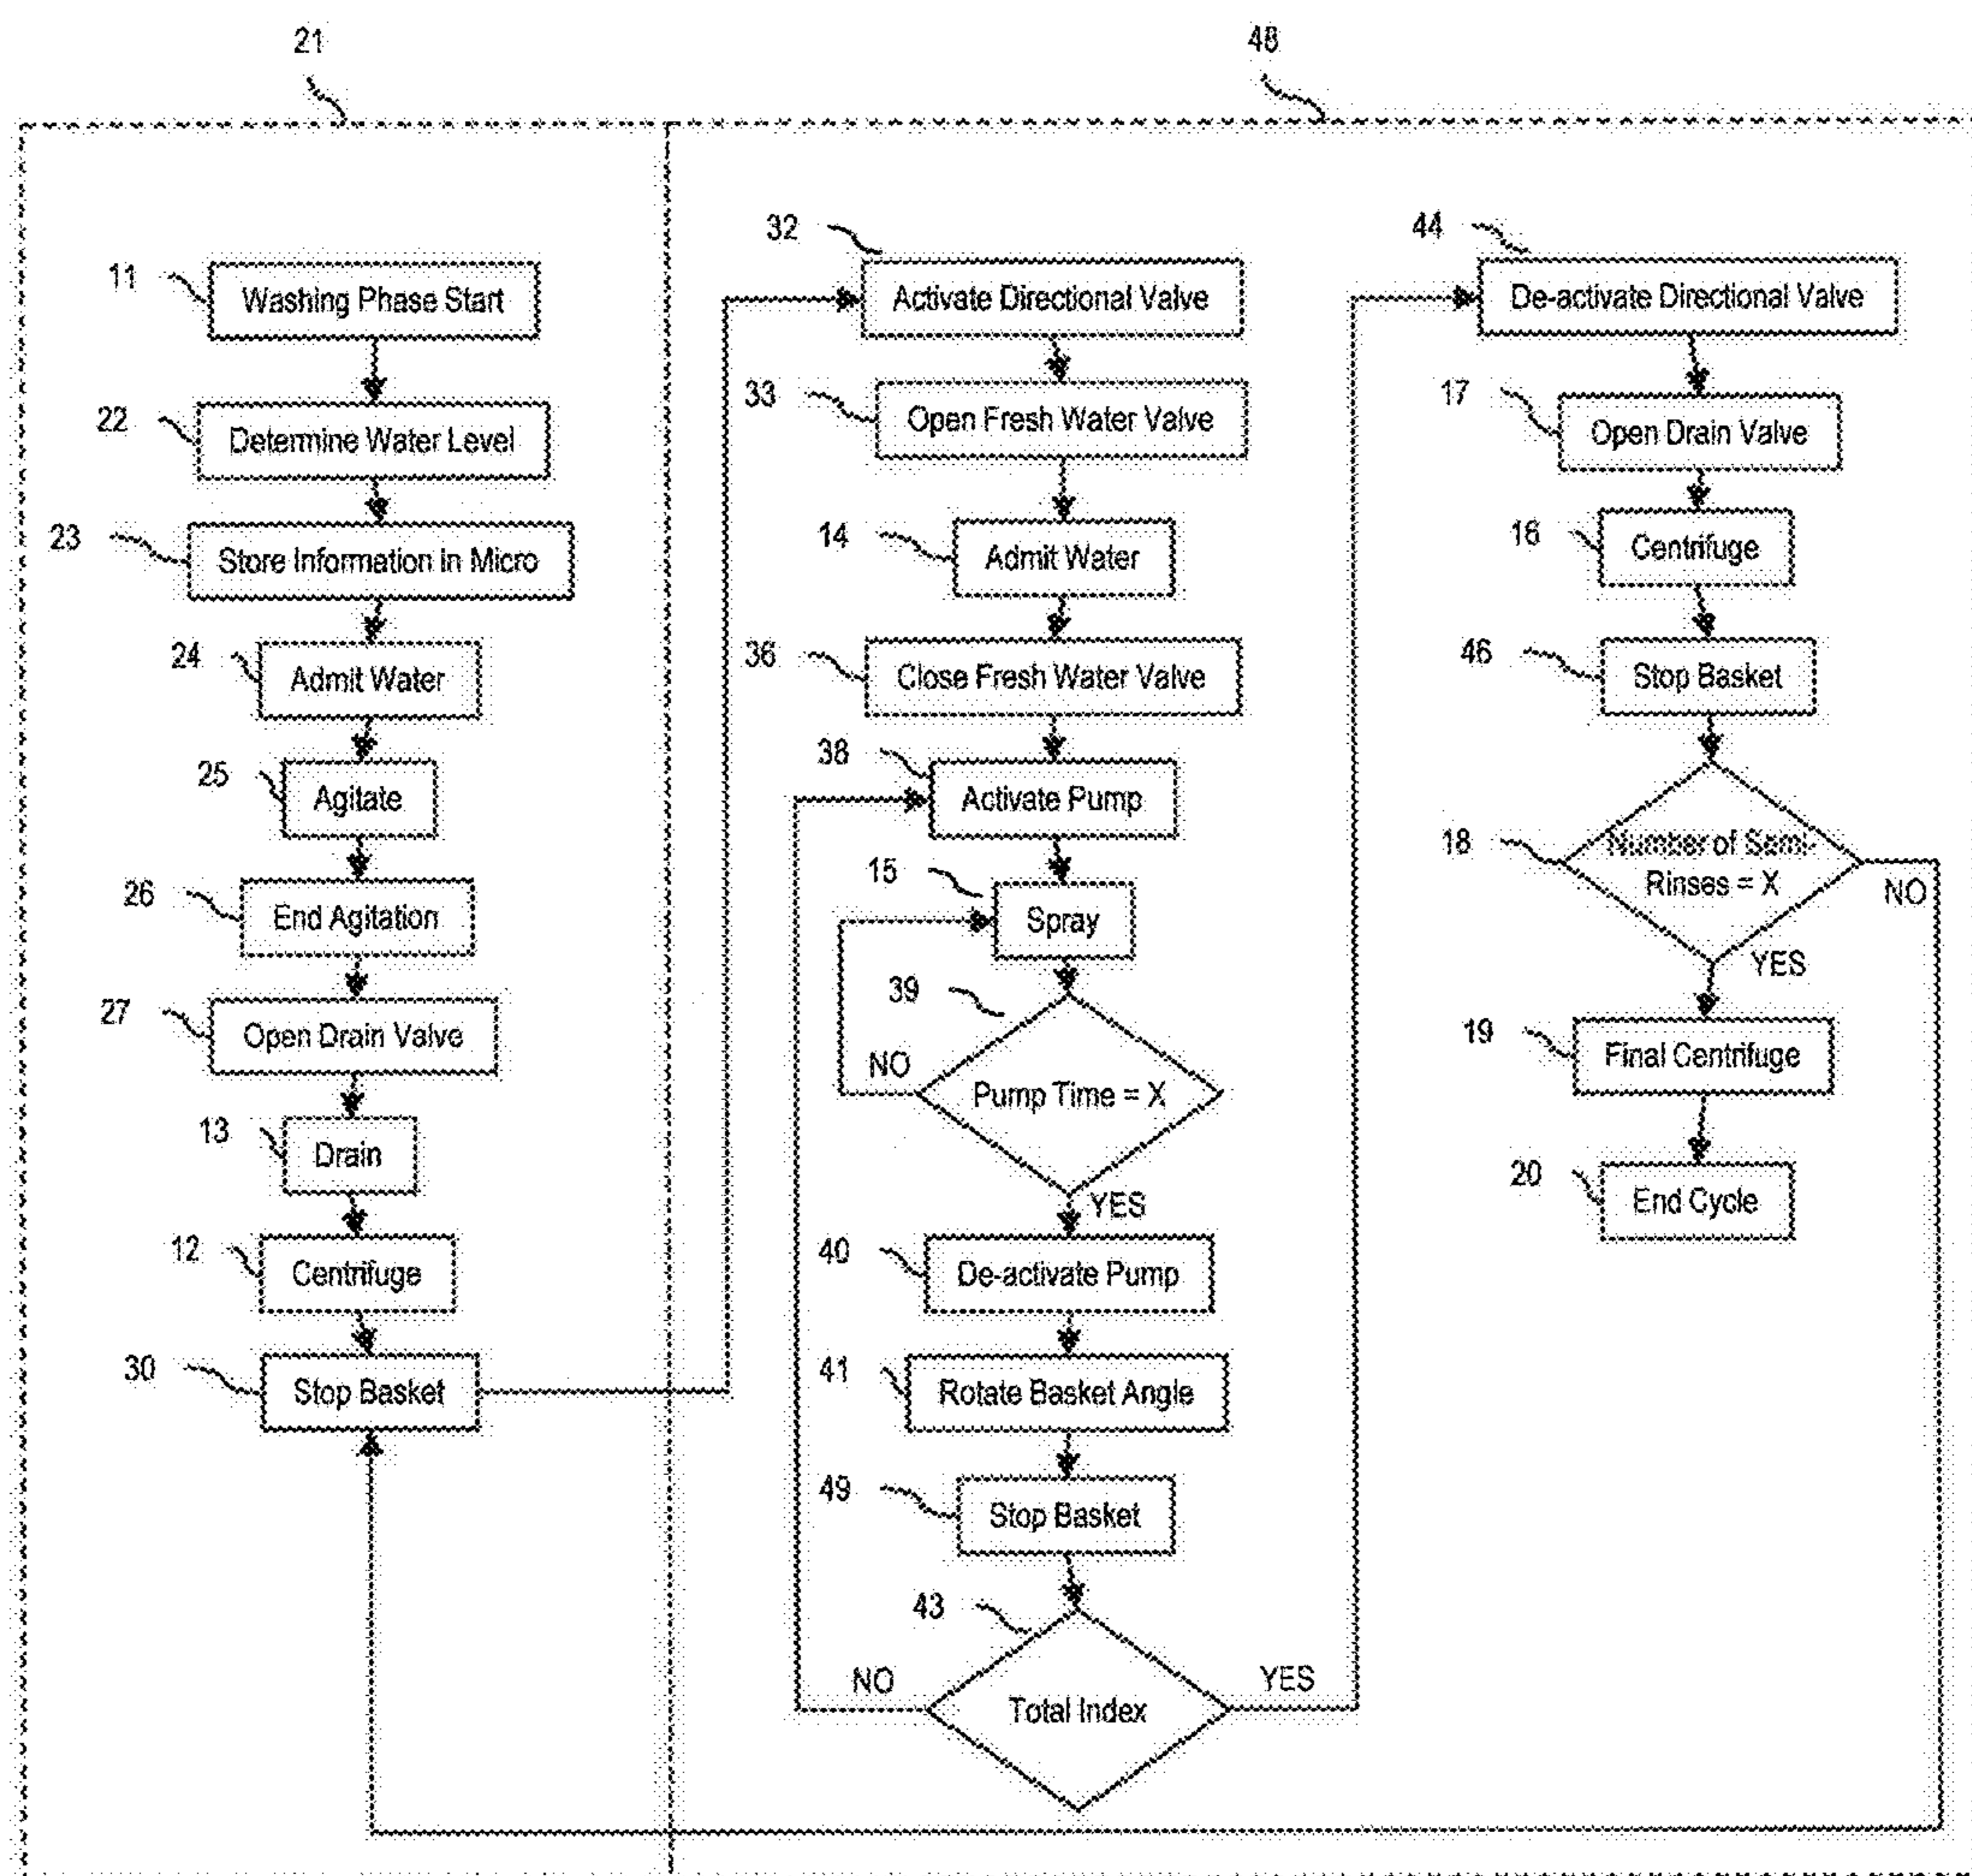 21
48
11
Washing Phase Start
22
Determine Water Level
23
Store Information in Micro
24
Admit Water
25
Agitate
26
End Agitation
27
Open Drain Valve
13
Drain
12
Centrifuge
30
Stop Basket
32
Activate Directional Valve
33
Open Fresh Water Valve
14
Admit Water
36
Close Fresh Water Valve
38
Activate Pump
15
Spray
39
NO
Pump Time = X
YES
40
De-activate Pump
41
Rotate Basket Angle
49
Stop Basket
43
NO
Total Index
YES
44
De-activate Directional Valve
17
Open Drain Valve
16
Centrifuge
46
Stop Basket
18
Number of Semi-
Rinses = X
NO
YES
19
Final Centrifuge
20
End Cycle